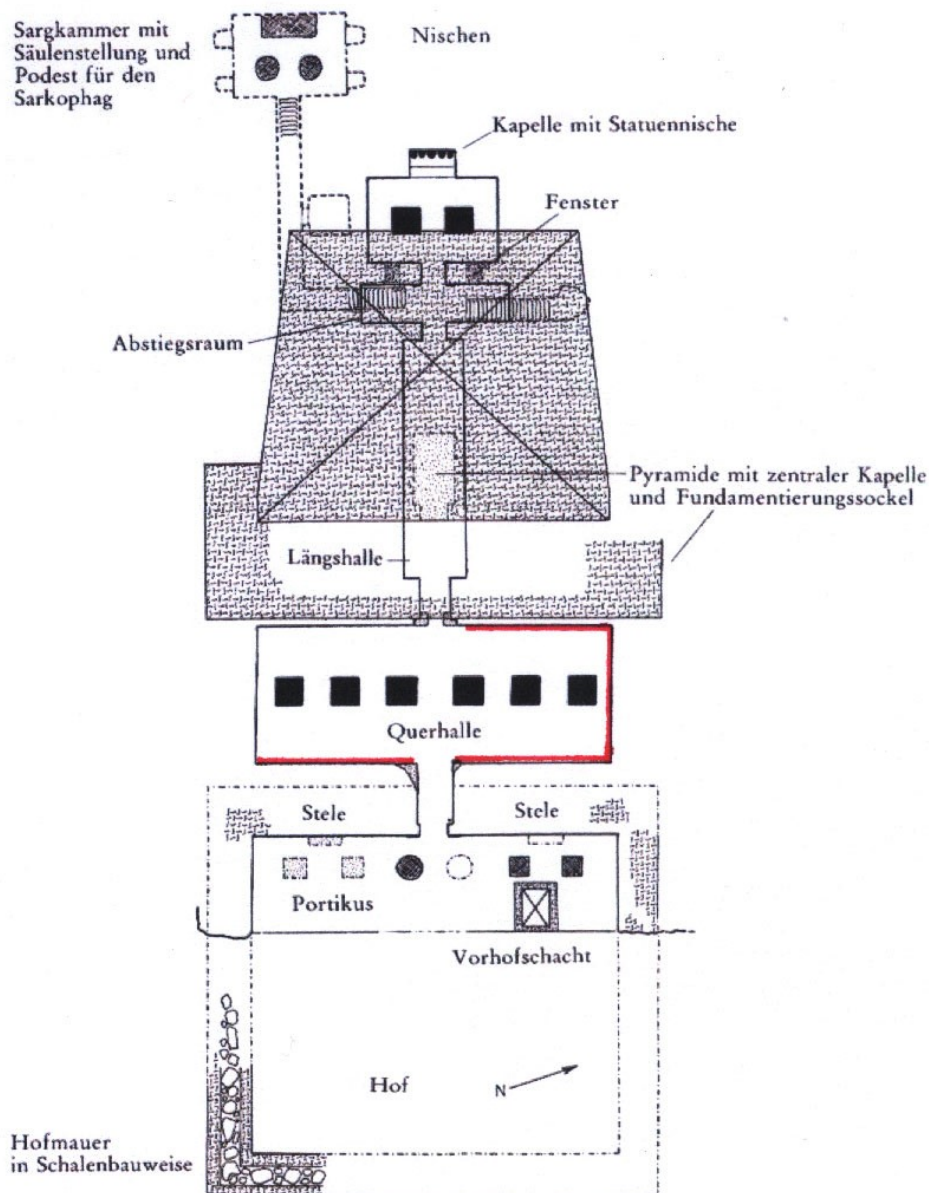 Sargkammer mit
Säulenstellung und
Podest für den
Sarkophag
Nischen
Kapelle mit Statuennische
Fenster
Abstiegsraum
Pyramide mit zentraler Kapelle
und Fundamentierungssockel
Längshalle
Querhalle
Stele
Stele
Portikus
Vorhofschacht
Hof
N
Hofmauer
in Schalenbauweise